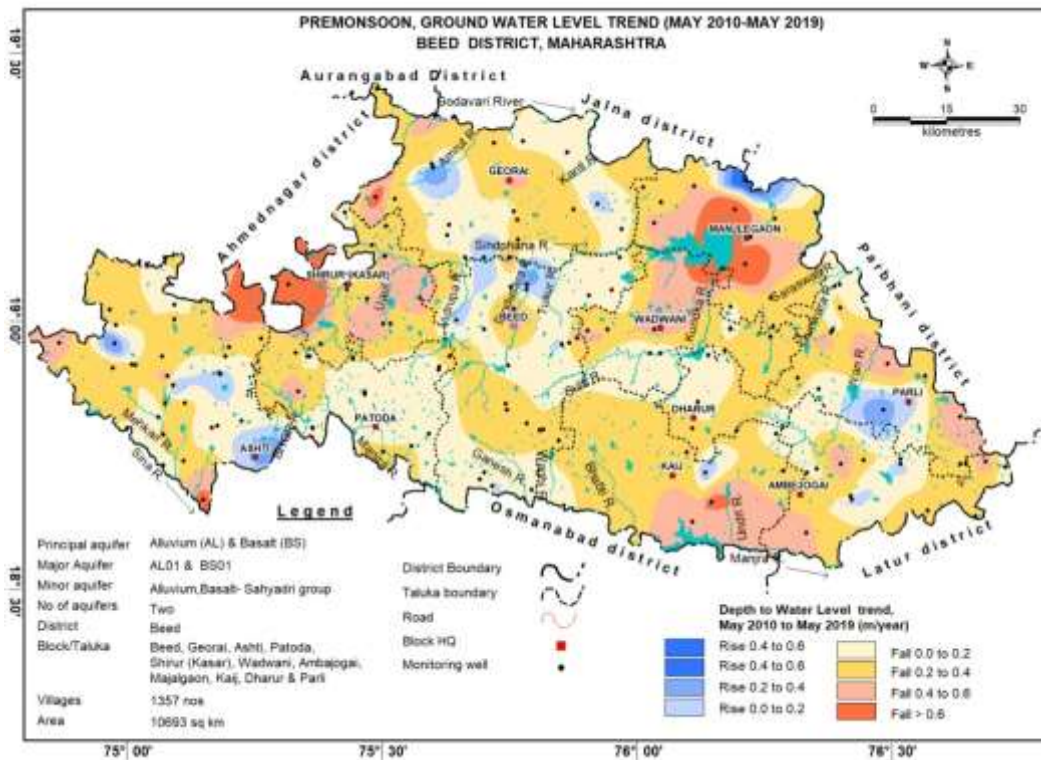 PREMONSOON, GROUND WATER LEVEL TREND (MAY 2010-MAY 2019)
BEED DISTRICT, MAHARASHTRA
19° 30'
19° 00'
18° 30'
N
W E
S
0 15 30
kilometres
Aurangabad District
Godavari River
Jalna district
Ahmednagar district
Amrut R.
GEORAI
Sindphana R.
MANJLEGAON
SHIRUR (KASAR)
Parbhani district
Saraswati R.
BEED
WADWANI
PARLI
DHARUR
PATODA
ASHTI
Sina R.
Ganesh R.
KAIJ
AMBEJOGAI
Manjra
Osmanabad district
Latur district
Legend
Principal aquifer Alluvium (AL) & Basalt (BS)
Major Aquifer AL01 & BS01
Minor aquifer Alluvium,Basalt- Sahyadri group
No of aquifers Two
District Beed
Block/Taluka Beed, Georai, Ashti, Patoda,
Shirur (Kasar), Wadwani, Ambajogai,
Majalgaon, Kaij, Dharur & Parli
Villages 1357 nos
Area 10693 sq km
District Boundary
Taluka boundary
Road
Block HQ
Monitoring well
Depth to Water Level trend,
May 2010 to May 2019 (m/year)
Rise 0.4 to 0.6 Fall 0.0 to 0.2
Rise 0.4 to 0.6 Fall 0.2 to 0.4
Rise 0.2 to 0.4 Fall 0.4 to 0.6
Rise 0.0 to 0.2 Fall > 0.6
75° 00' 75° 30' 76° 00' 76° 30'